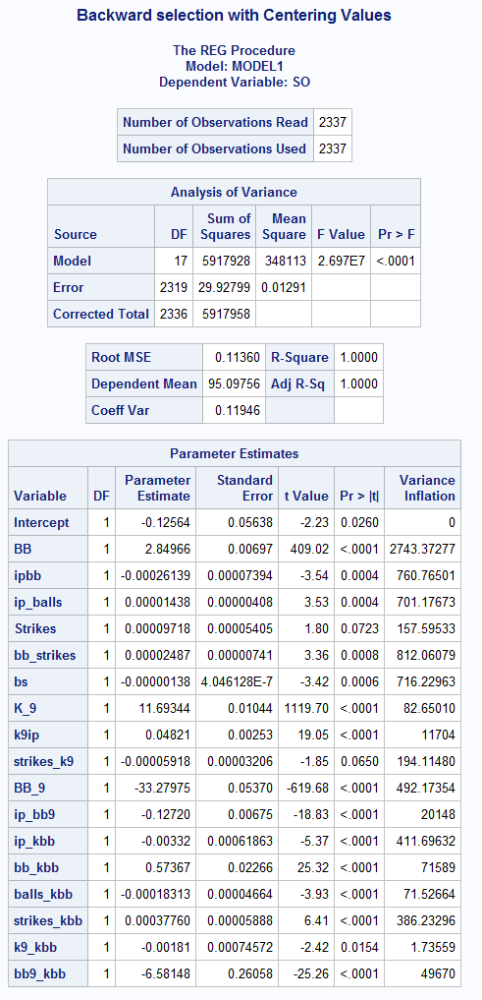 Backward selection with Centering Values
The REG Procedure
Model: MODEL1
Dependent Variable: SO
Number of Observations Read 2337
Number of Observations Used 2337
Analysis of Variance
Source DF Sum of Squares Mean Square F Value Pr > F
Model 17 5917928 348113 2.697E7 <.0001
Error 2319 29.92799 0.01291
Corrected Total 2336 5917958
Root MSE 0.11360 R-Square 1.0000
Dependent Mean 95.09756 Adj R-Sq 1.0000
Coeff Var 0.11946
Parameter Estimates
Variable DF Parameter Estimate Standard Error t Value Pr > |t| Variance Inflation
Intercept 1 -0.12564 0.05638 -2.23 0.0260 0
BB 1 2.84966 0.00697 409.02 <.0001 2743.37277
ipbb 1 -0.00026139 0.00007394 -3.54 0.0004 760.76501
ip_balls 1 0.00001438 0.00000408 3.53 0.0004 701.17673
Strikes 1 0.00009718 0.00005405 1.80 0.0723 157.59533
bb_strikes 1 0.00002487 0.00000741 3.36 0.0008 812.06079
bs 1 -0.00000138 4.046128E-7 -3.42 0.0006 716.22963
K_9 1 11.69344 0.01044 1119.70 <.0001 82.65010
k9ip 1 0.04821 0.00253 19.05 <.0001 11704
strikes_k9 1 -0.00005918 0.00003206 -1.85 0.0650 194.11480
BB_9 1 -33.27975 0.05370 -619.68 <.0001 492.17354
ip_bb9 1 -0.12720 0.00675 -18.83 <.0001 20148
ip_kbb 1 -0.00332 0.00061863 -5.37 <.0001 411.69632
bb_kbb 1 0.57367 0.02266 25.32 <.0001 71589
balls_kbb 1 -0.00018313 0.00004664 -3.93 <.0001 71.52664
strikes_kbb 1 0.00037760 0.00005888 6.41 <.0001 386.23296
k9_kbb 1 -0.00181 0.00074572 -2.42 0.0154 1.73559
bb9_kbb 1 -6.58148 0.26058 -25.26 <.0001 49670